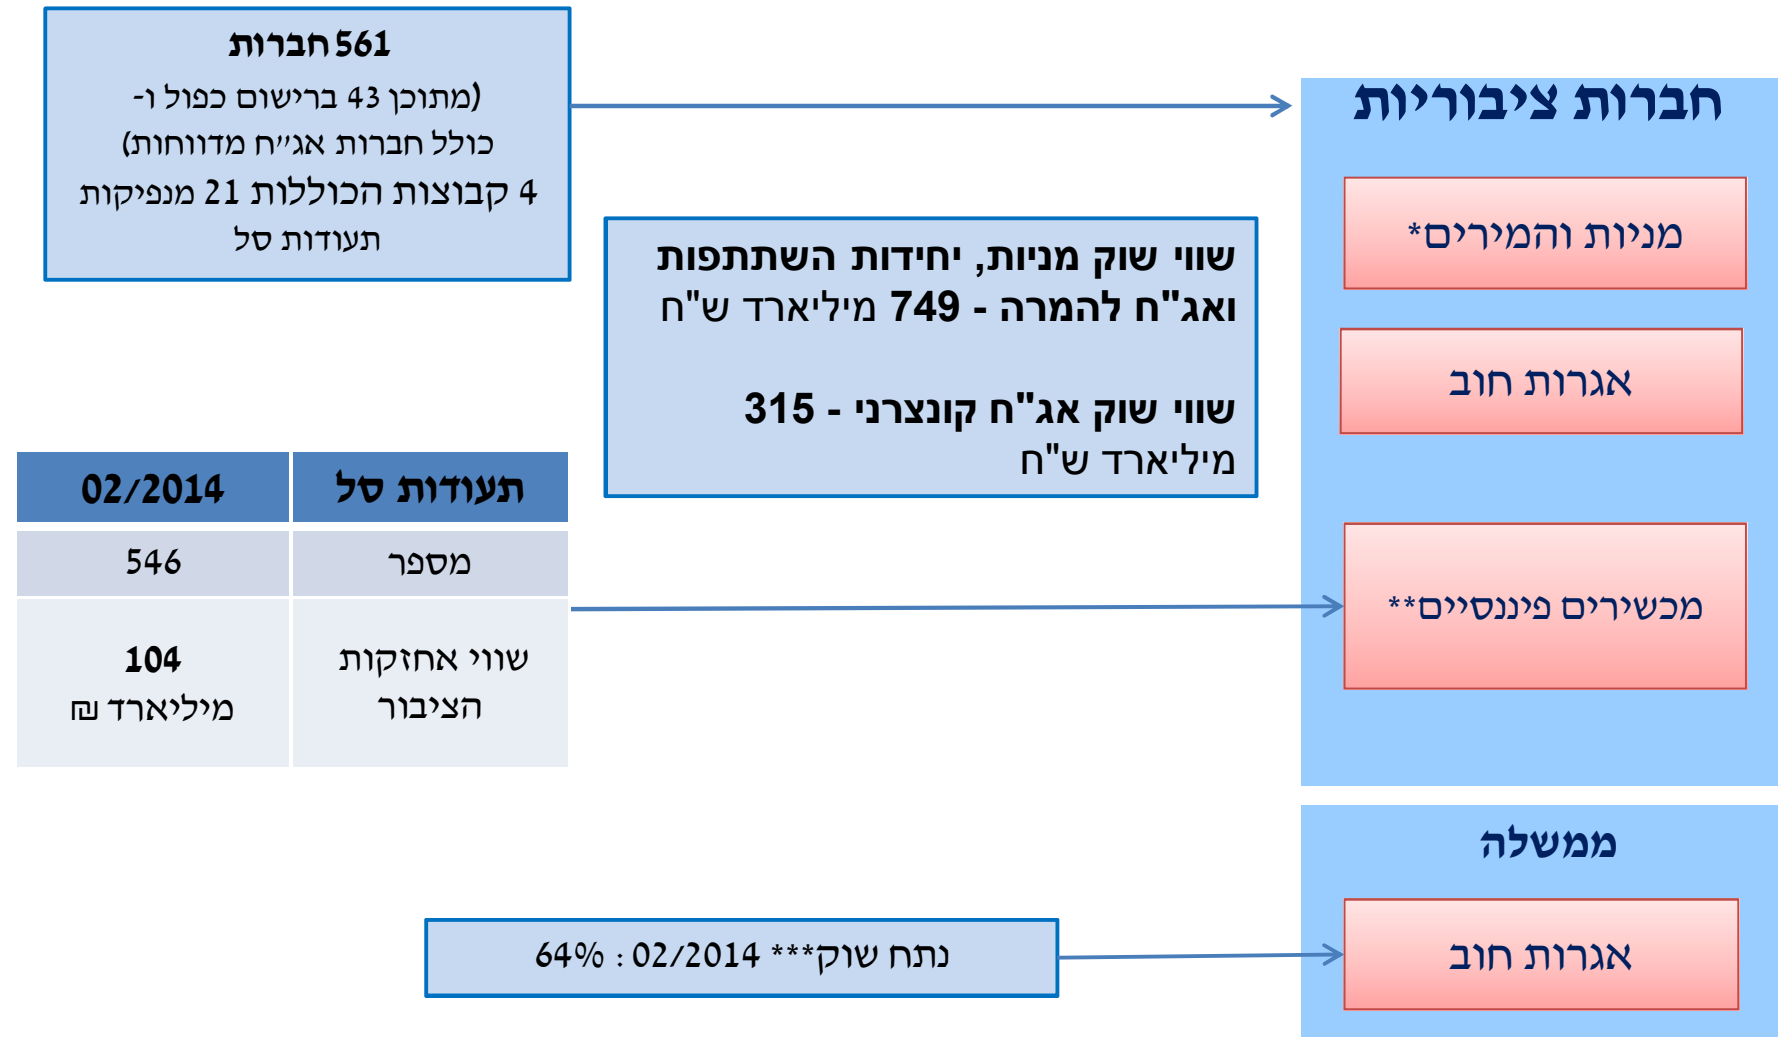 561 חברות
(מתוכן 43 ברישום כפול ו-
כולל חברות אג״ח מדווחות)
4 קבוצות הכוללות 21 מנפיקות
תעודות סל
חברות ציבוריות
מניות והמירים*
אגרות חוב
מכשירים פיננסיים**
שווי שוק מניות, יחידות השתתפות
ואג"ח להמרה - 749 מיליארד ש"ח
שווי שוק אג"ח קונצרני - 315
מיליארד ש"ח
תעודות סל 02/2014
מספר 546
שווי אחזקות
הציבור
104
מיליארד ₪
ממשלה
אגרות חוב
נתח שוק*** 02/2014 : 64%